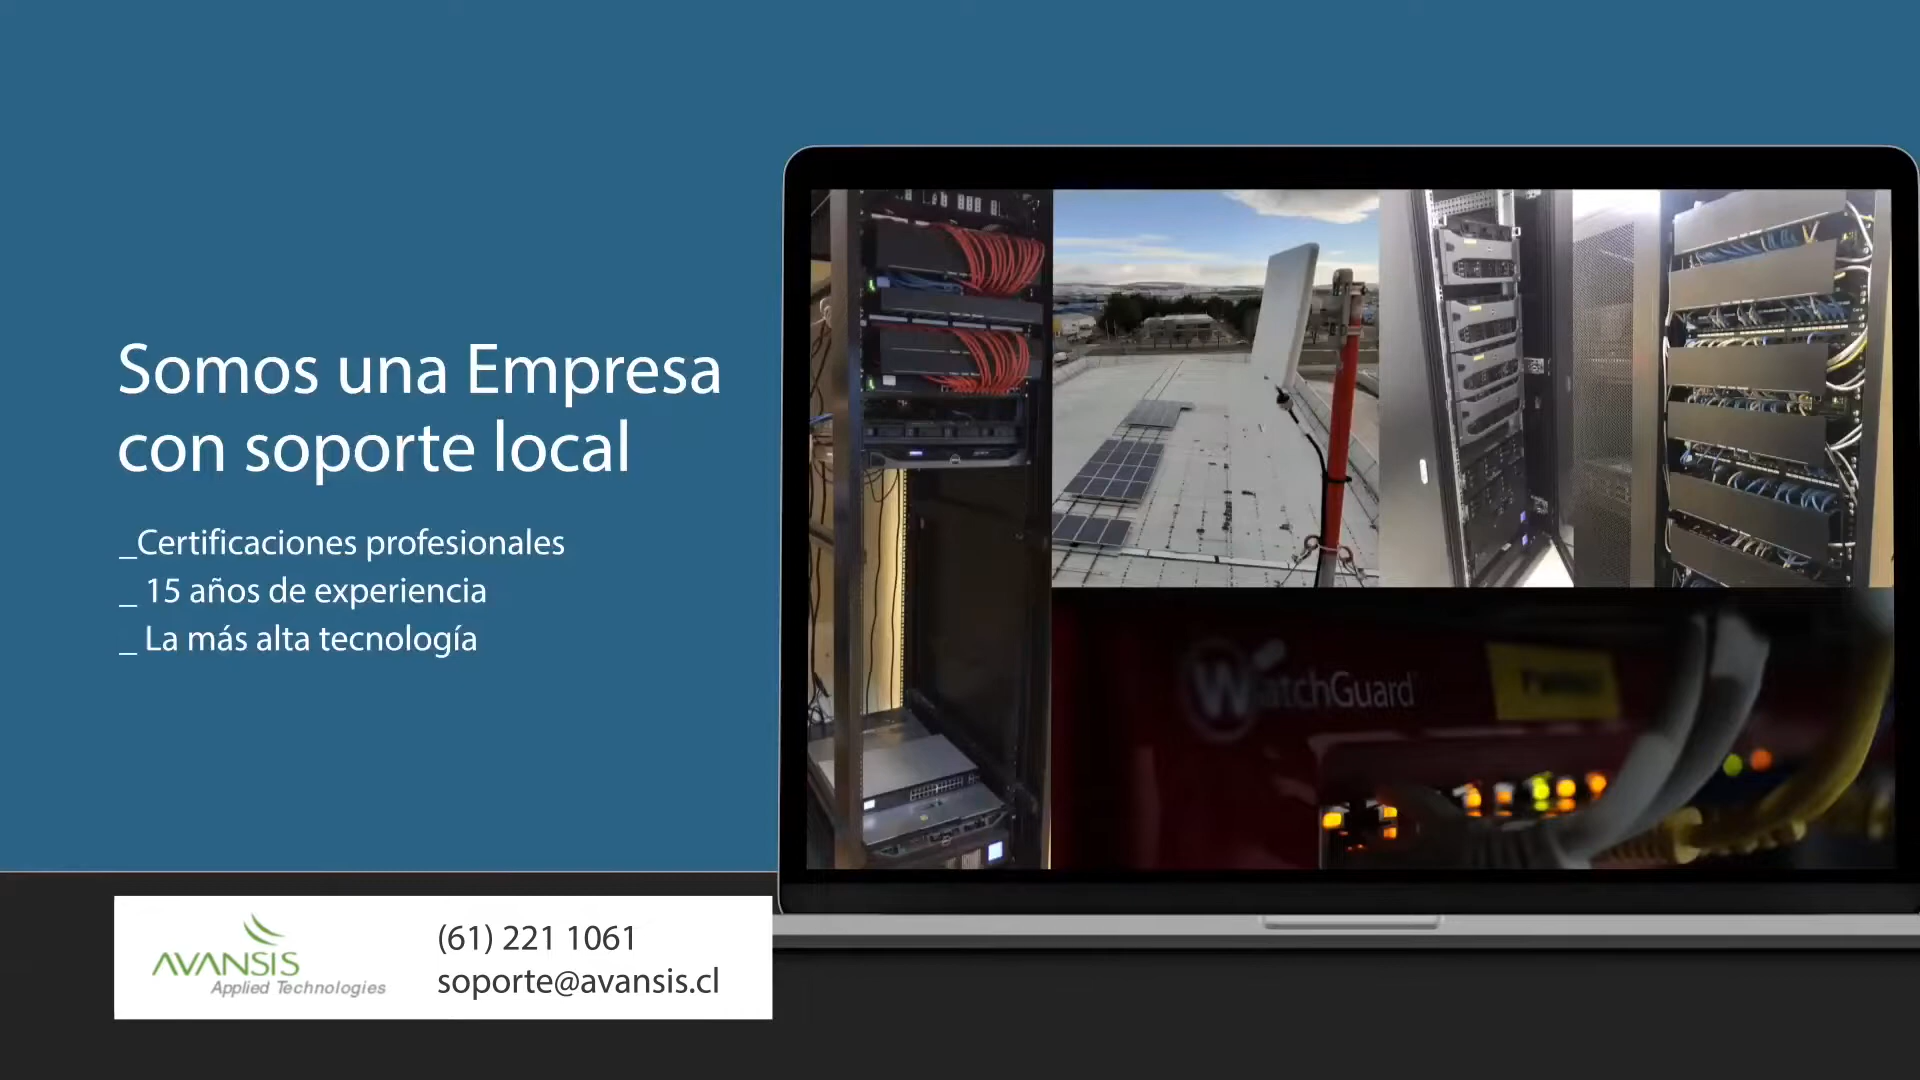 Somos una Empresa
con soporte local
_Certificaciones profesionales
_ 15 años de experiencia
_ La más alta tecnología
WatchGuard
AVANSIS
Applied Technologies
(61) 221 1061
soporte@avansis.cl